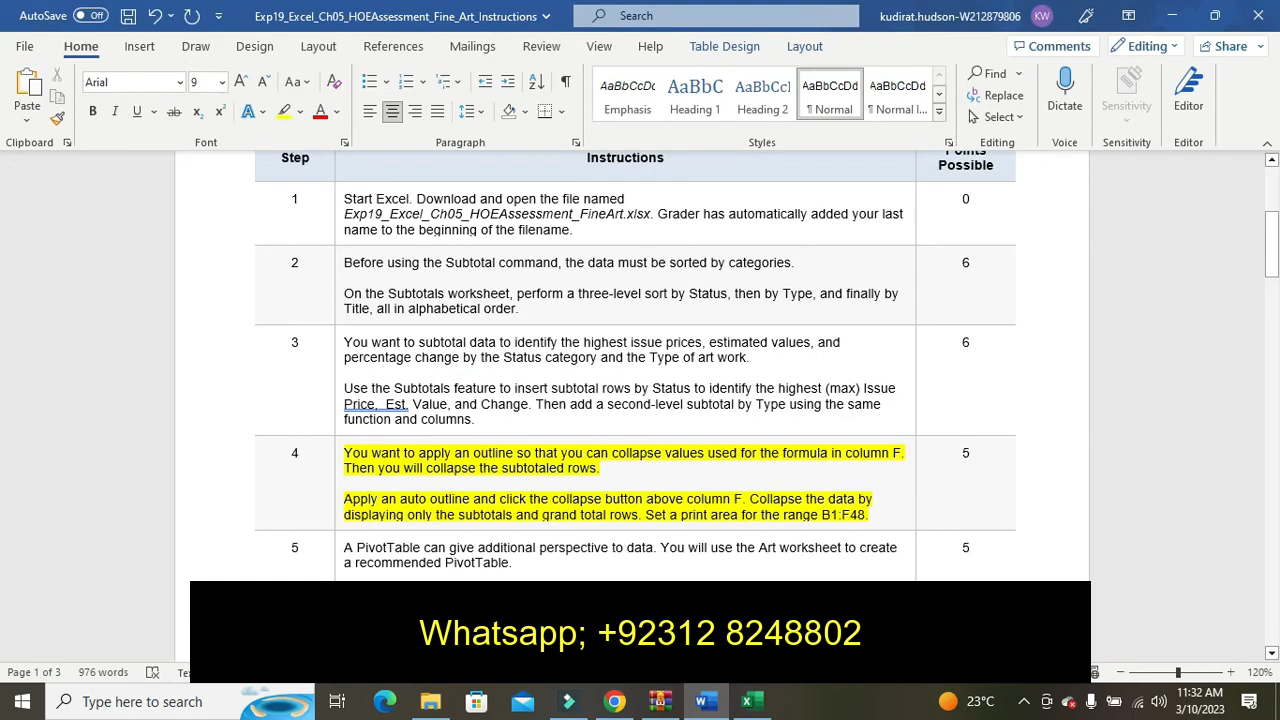 AutoSave Off
Exp19_Excel_Ch05_HOEAssessment_Fine_Art_Instructions
Search
kudirat.hudson-W212879806 KW
File Home Insert Draw Design Layout References Mailings Review View Help Table Design Layout
Comments Editing Share
Paste
Arial 9
Aa
B I U ab x₂ x²
A A
AaBbCcDc AaBbC AaBbCc AaBbCcDd AaBbCcDd
Emphasis Heading 1 Heading 2 ¶ Normal ¶ Normal I...
Find
Replace
Select
Dictate Sensitivity Editor
Clipboard Font Paragraph Styles Editing Voice Sensitivity Editor
Step Instructions Points
Possible
1 Start Excel. Download and open the file named 0
Exp19_Excel_Ch05_HOEAssessment_FineArt.xlsx. Grader has automatically added your last
name to the beginning of the filename.
2 Before using the Subtotal command, the data must be sorted by categories. 6
On the Subtotals worksheet, perform a three-level sort by Status, then by Type, and finally by
Title, all in alphabetical order.
3 You want to subtotal data to identify the highest issue prices, estimated values, and 6
percentage change by the Status category and the Type of art work.
Use the Subtotals feature to insert subtotal rows by Status to identify the highest (max) Issue
Price,  Est. Value, and Change. Then add a second-level subtotal by Type using the same
function and columns.
4 You want to apply an outline so that you can collapse values used for the formula in column F. 5
Then you will collapse the subtotaled rows.
Apply an auto outline and click the collapse button above column F. Collapse the data by
displaying only the subtotals and grand total rows. Set a print area for the range B1:F48.
5 A PivotTable can give additional perspective to data. You will use the Art worksheet to create 5
a recommended PivotTable.
Whatsapp; +92312 8248802
Page 1 of 3 976 words 120%
Type here to search
23°C
11:32 AM
3/10/2023